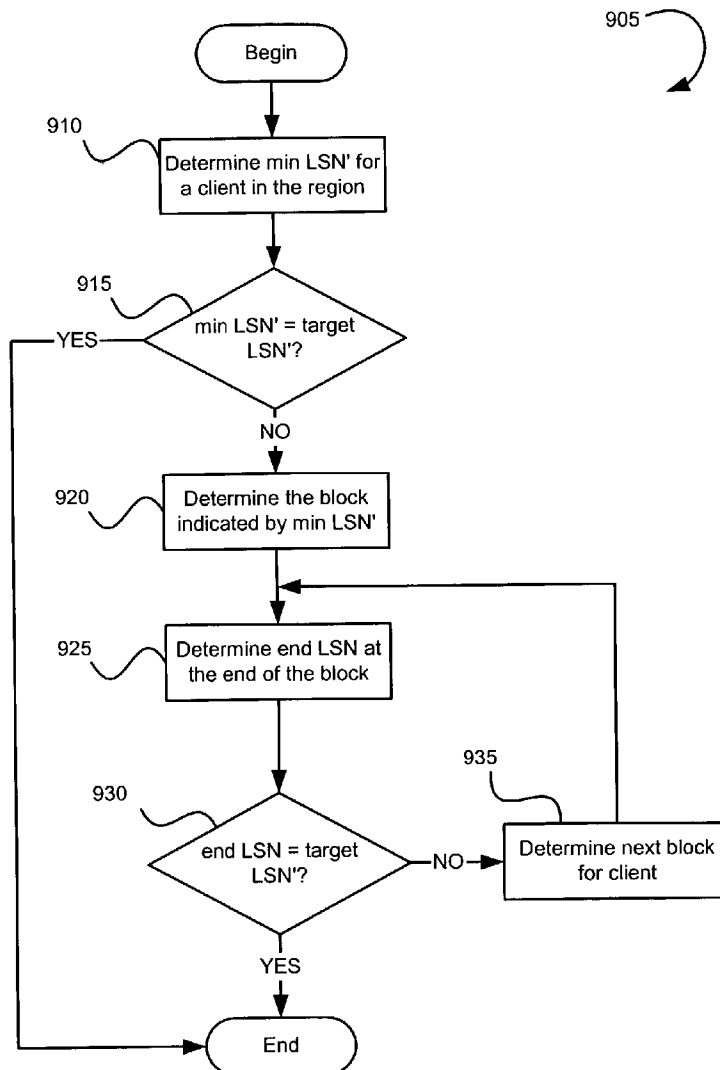 905
Begin
910
Determine min LSN' for
a client in the region
915
min LSN' = target
LSN'?
YES
NO
920
Determine the block
indicated by min LSN'
925
Determine end LSN at
the end of the block
930
935
end LSN = target
LSN'?
NO
Determine next block
for client
YES
End